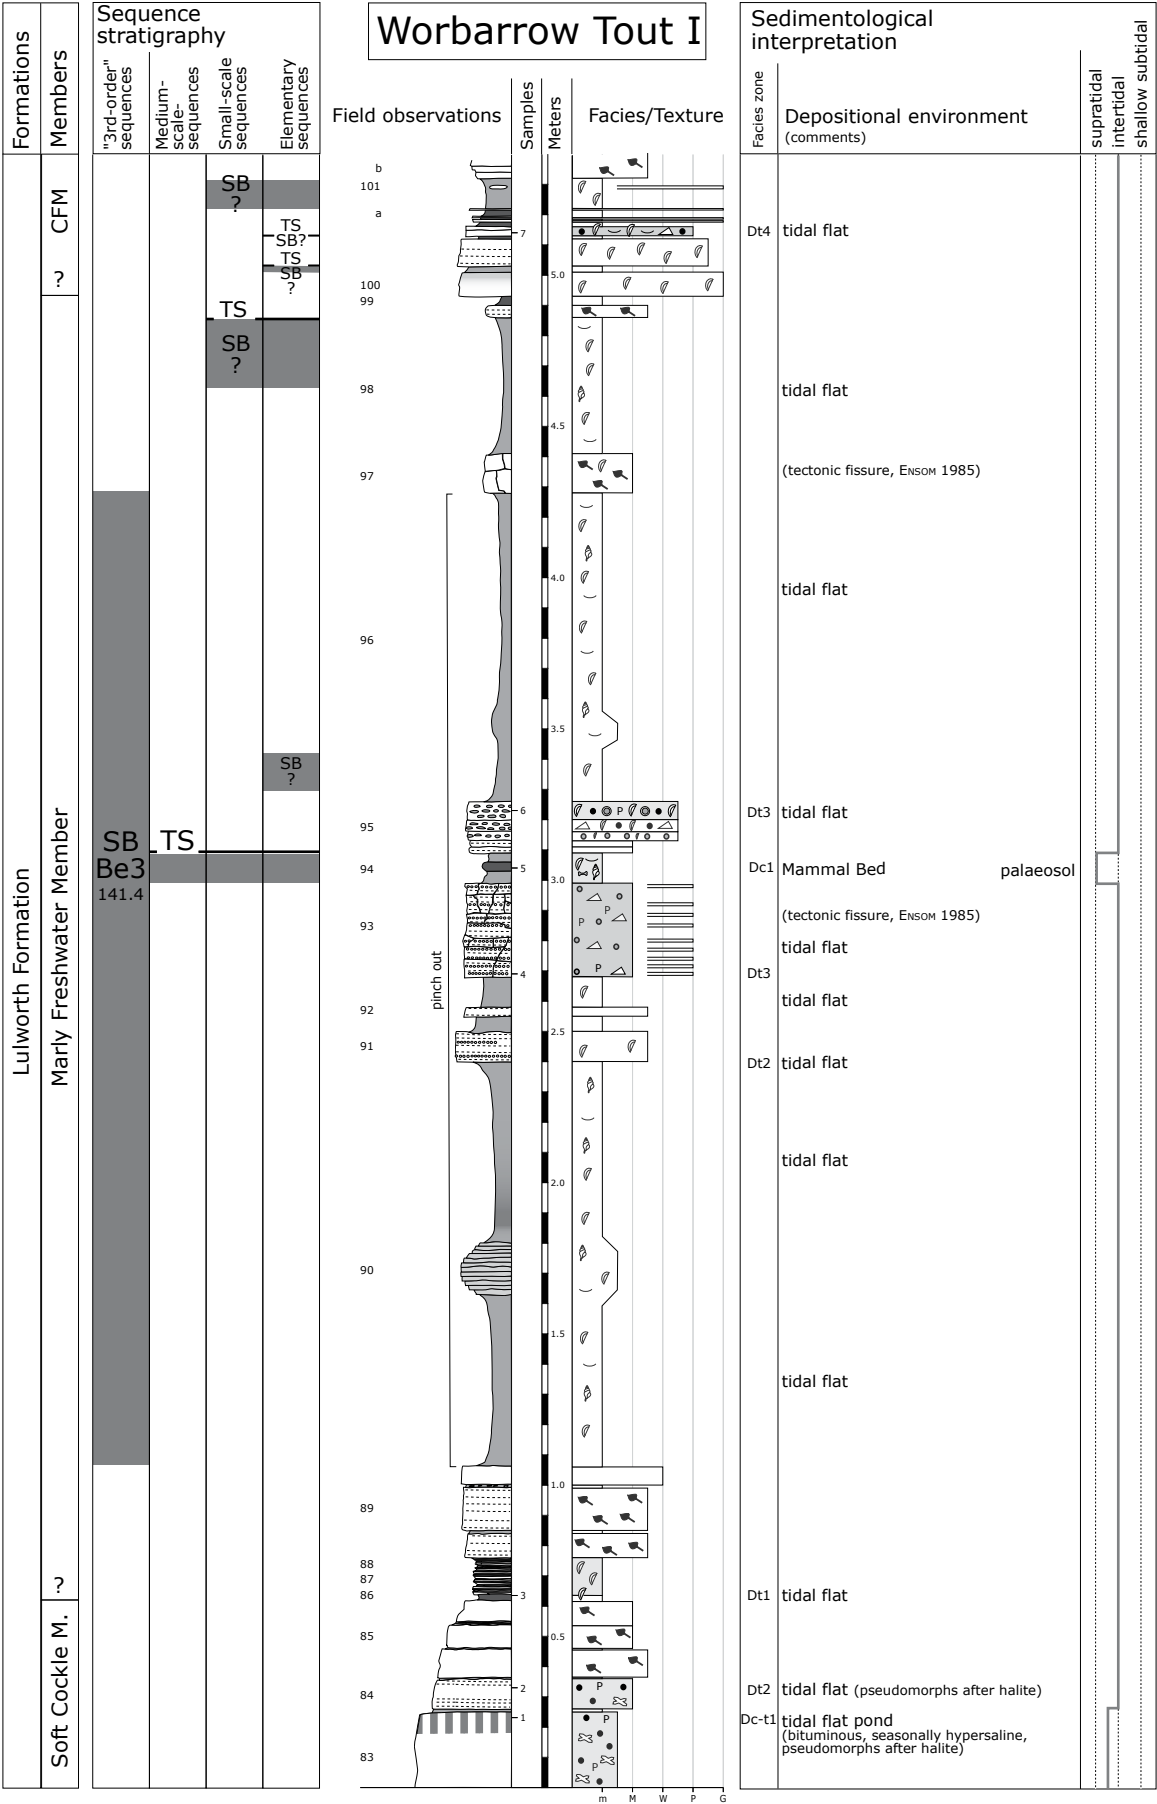 Worbarrow Tout I
Formations
Members
Sequence
stratigraphy
"3rd-order"
sequences
Medium-
scale-
sequences
Small-scale
sequences
Elementary
sequences
Field observations
Samples
Meters
Facies/Texture
Sedimentological
interpretation
Facies zone
Depositional environment
(comments)
supratidal
intertidal
shallow subtidal
Lulworth Formation
CFM
?
Marly Freshwater Member
?
Soft Cockle M.
SB
?
TS
SB?
TS
SB
?
TS
SB
?
SB
?
SB
Be3
141.4
TS
b
101
a
100
99
98
97
96
95
94
93
92
91
90
89
88
87
86
85
84
83
pinch out
7
6
5
4
3
2
1
5.0
4.5
4.0
3.5
3.0
2.5
2.0
1.5
1.0
0.5
P
P
P
P
P
P
P
m M W P G
Dt4 tidal flat
tidal flat
(tectonic fissure, Ensom 1985)
tidal flat
Dt3 tidal flat
Dc1 Mammal Bed palaeosol
(tectonic fissure, Ensom 1985)
tidal flat
Dt3
tidal flat
Dt2 tidal flat
tidal flat
tidal flat
Dt1 tidal flat
Dt2 tidal flat (pseudomorphs after halite)
Dc-t1 tidal flat pond
(bituminous, seasonally hypersaline,
pseudomorphs after halite)